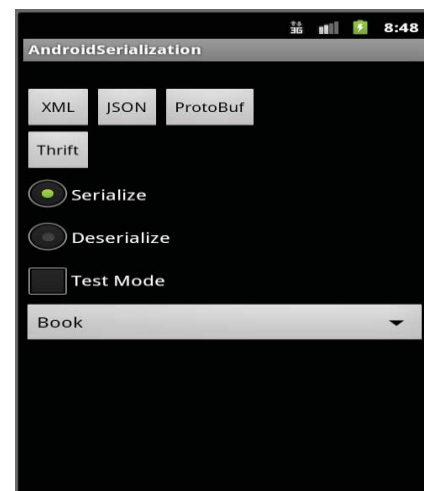 3G 8:48
AndroidSerialization
XML JSON ProtoBuf
Thrift
Serialize
Deserialize
Test Mode
Book